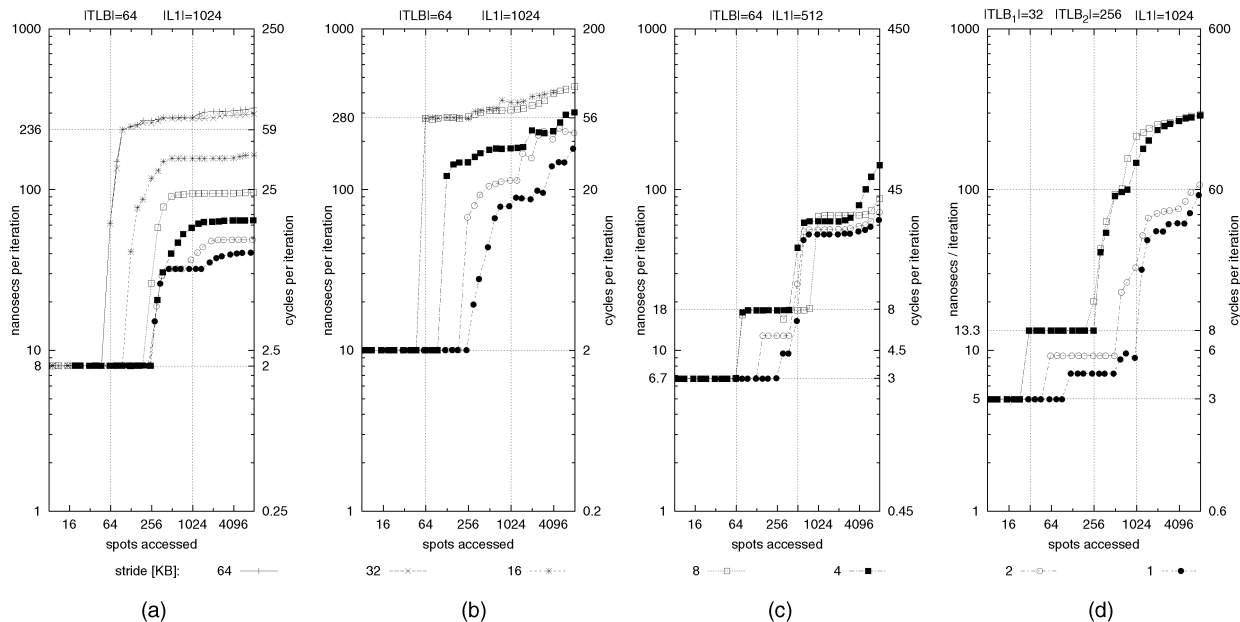 |TLB|=64 |L1|=1024
1000
236
100
10
8
1
nanosecs per iteration
250
59
25
2.5
2
0.25
cycles per iteration
16 64 256 1024 4096
spots accessed
|TLB|=64 |L1|=1024
1000
280
100
10
1
nanosecs per iteration
200
56
20
2
0.2
cycles per iteration
16 64 256 1024 4096
spots accessed
|TLB|=64 |L1|=512
1000
100
18
10
6.7
1
nanosecs per iteration
450
45
8
4.5
3
0.45
cycles per iteration
16 64 256 1024 4096
spots accessed
|TLB1|=32 |TLB2|=256 |L1|=1024
1000
100
13.3
10
5
1
nanosecs / iteration
600
60
8
6
3
0.6
cycles per iteration
16 64 256 1024 4096
spots accessed
stride [KB]: 64 32 16 8 4 2 1
(a) (b) (c) (d)